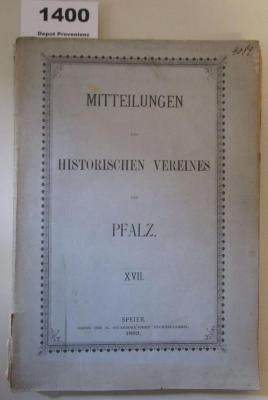 1400
Depot Provenienz
MITTEILUNGEN
DES
HISTORISCHEN VEREINES
DER
PFALZ.
XVII.
SPEIER.